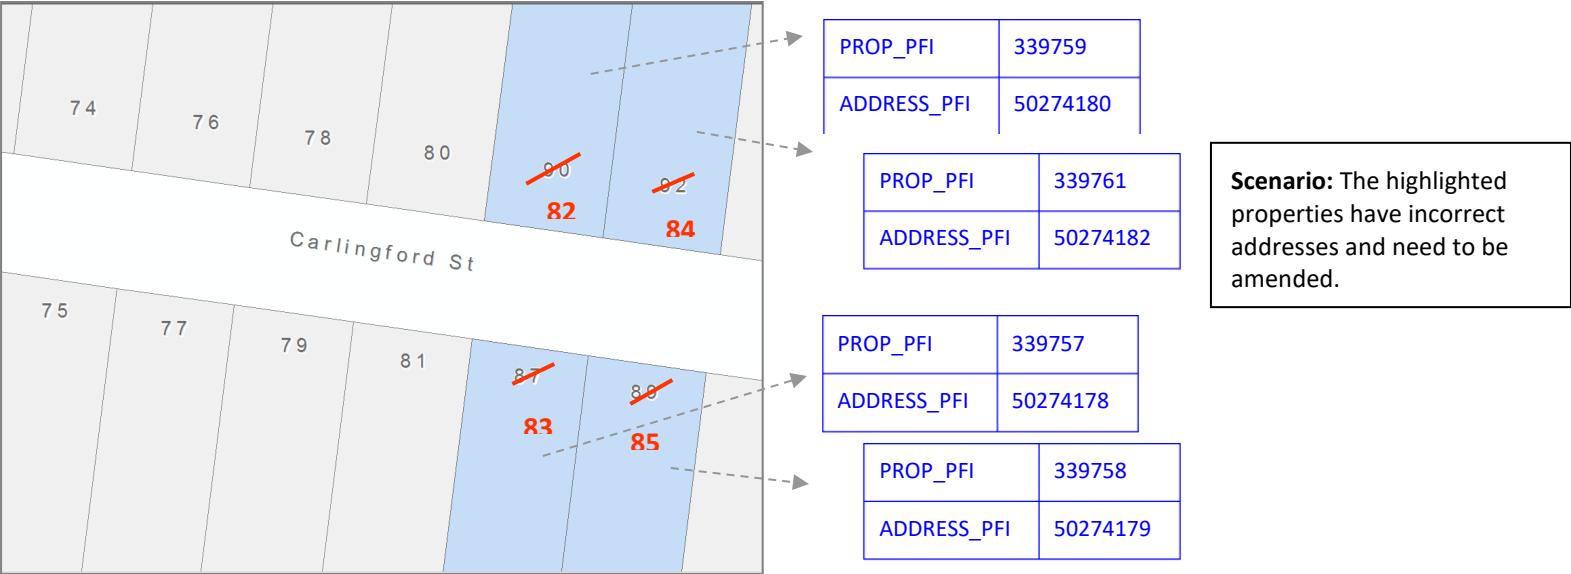 74
76
78
80
90
92
82
84
Carlingford St
75
77
79
81
87
89
83
85
PROP_PFI 339759
ADDRESS_PFI 50274180
PROP_PFI 339761
ADDRESS_PFI 50274182
PROP_PFI 339757
ADDRESS_PFI 50274178
PROP_PFI 339758
ADDRESS_PFI 50274179
Scenario: The highlighted
properties have incorrect
addresses and need to be
amended.